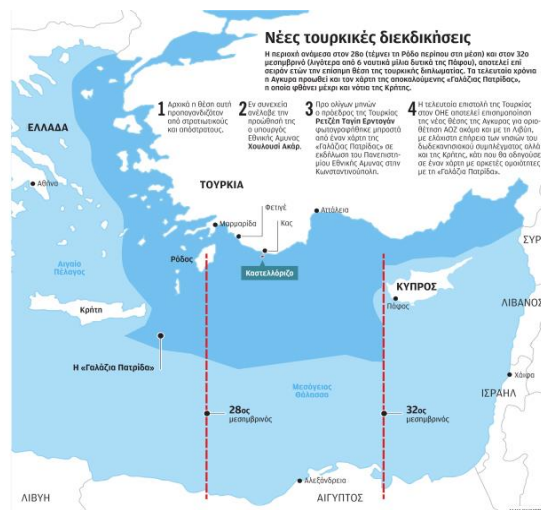 Νέες τουρκικές διεκδικήσεις
Η περιοχή ανάμεσα στον 28ο (τέμνει τη Ρόδο περίπου στη μέση) και στον 32ο
μεσημβρινό (λιγότερο από 6 ναυτικά μίλια δυτικά της Πάφου), αποτελεί επί
σειράν ετών την επίσημη θέση της τουρκικής διπλωματίας. Τα τελευταία χρόνια
η Αγκυρα προωθεί και τον χάρτη της αποκαλούμενης «Γαλάζιας Πατρίδας»,
η οποία φθάνει μέχρι και νότια της Κρήτης.
1 Αρχικά η θέση αυτή
προπαγανδιζόταν
από στρατιωτικούς
και απόστρατους.
2 Εν συνεχεία
ανέλαβε την
προώθησή της
ο υπουργός
Εθνικής Αμυνας
Χουλουσί Ακάρ.
3 Προ ολίγων μηνών
ο πρόεδρος της Τουρκίας
Ρετζέπ Ταγίπ Ερντογάν
φωτογραφήθηκε μπροστά
από έναν χάρτη της
«Γαλάζιας Πατρίδας» σε
εκδήλωση του Πανεπιστη-
μίου Εθνικής Αμυνας στην
Κωνσταντινούπολη.
4 Η τελευταία επιστολή της Τουρκίας
στον ΟΗΕ αποτελεί επισημοποίηση
της νέας θέσης της Αγκυρας για οριο-
θέτηση ΑΟΖ ακόμα και με τη Λιβύη,
με ελάχιστη επήρεια των νησιών του
δωδεκανησιακού συμπλέγματος αλλά
και της Κρήτης, κάτι που θα οδηγούσε
σε έναν χάρτη με αρκετές ομοιότητες
με τη «Γαλάζια Πατρίδα».
ΕΛΛΑΔΑ
Αθήνα
ΤΟΥΡΚΙΑ
Φετιγέ
Αττάλεια
Μαρμαρίδα
Κας
ΣΥΡ
Ρόδος
Αιγαίο
Πέλαγος
Καστελλόριζο
ΚΥΠΡΟΣ
Πάφος
ΛΙΒΑΝΟΣ
Κρήτη
Η «Γαλάζια Πατρίδα»
Χάιφα
Μεσόγειος
Θάλασσα
ΙΣΡΑΗΛ
28ος
μεσημβρινός
32ος
μεσημβρινός
Αλεξάνδρεια
ΛΙΒΥΗ
ΑΙΓΥΠΤΟΣ